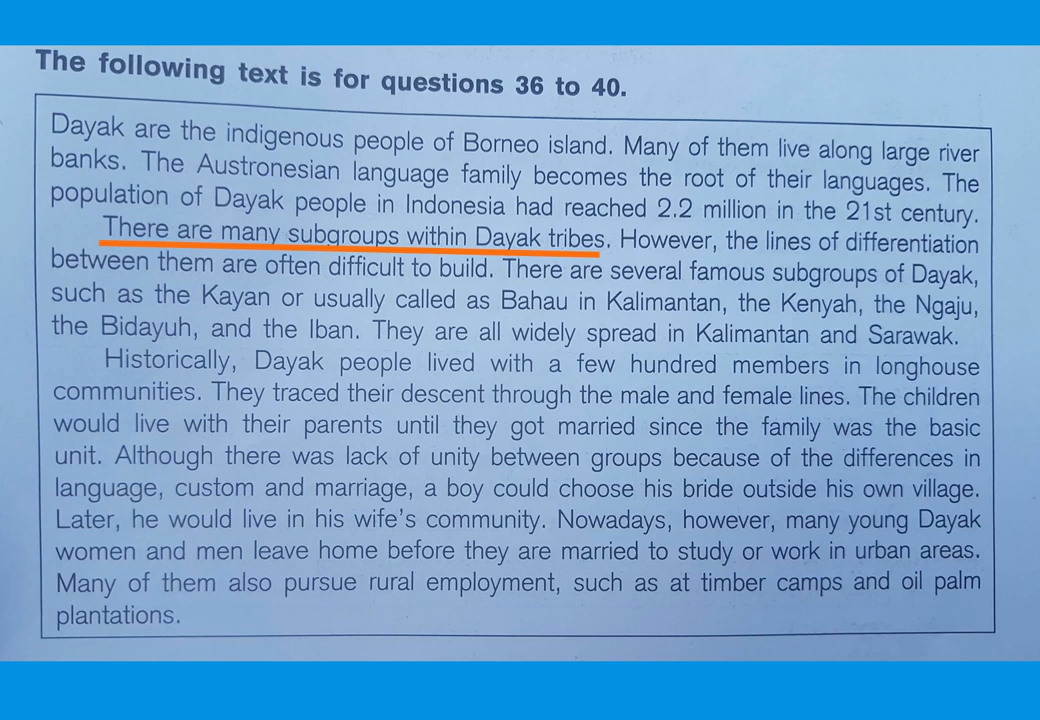 The following text is for questions 36 to 40.
Dayak are the indigenous people of Borneo island. Many of them live along large river
banks. The Austronesian language family becomes the root of their languages. The
population of Dayak people in Indonesia had reached 2.2 million in the 21st century.
There are many subgroups within Dayak tribes. However, the lines of differentiation
between them are often difficult to build. There are several famous subgroups of Dayak,
such as the Kayan or usually called as Bahau in Kalimantan, the Kenyah, the Ngaju,
the Bidayuh, and the Iban. They are all widely spread in Kalimantan and Sarawak.
Historically, Dayak people lived with a few hundred members in longhouse
communities. They traced their descent through the male and female lines. The children
would live with their parents until they got married since the family was the basic
unit. Although there was lack of unity between groups because of the differences in
language, custom and marriage, a boy could choose his bride outside his own village.
Later, he would live in his wife's community. Nowadays, however, many young Dayak
women and men leave home before they are married to study or work in urban areas.
Many of them also pursue rural employment, such as at timber camps and oil palm
plantations.